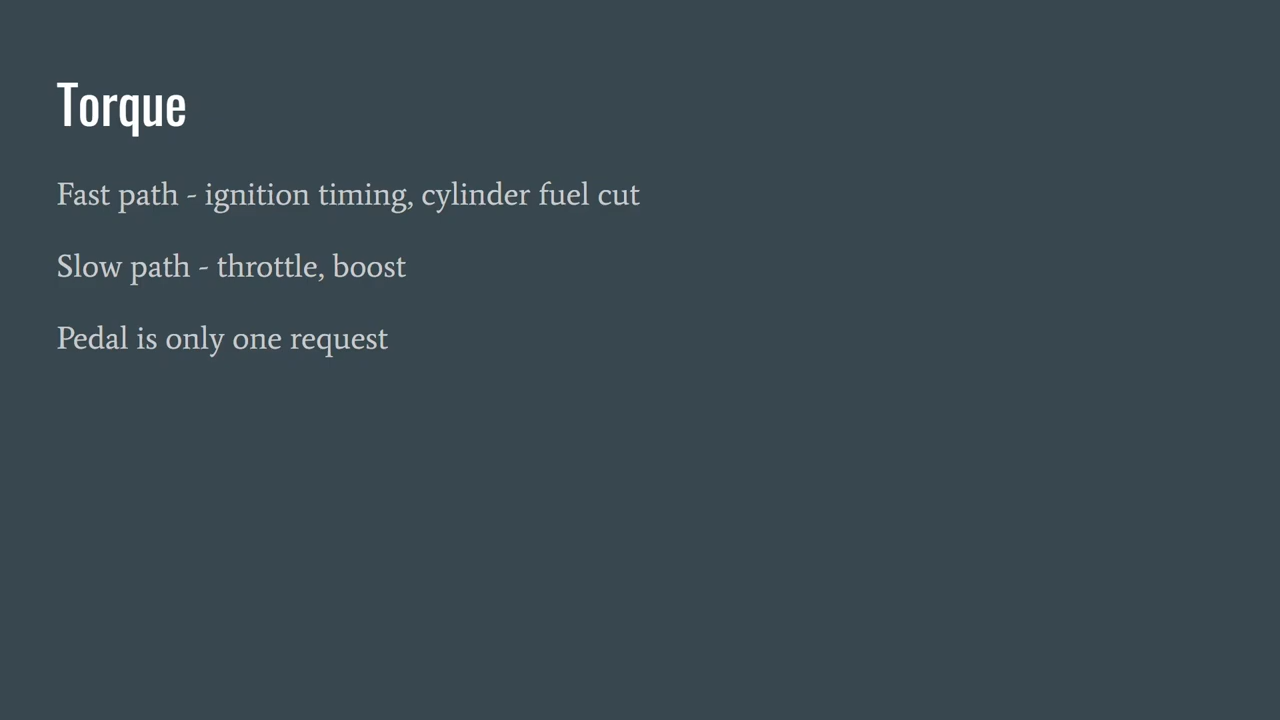 Torque
Fast path - ignition timing, cylinder fuel cut
Slow path - throttle, boost
Pedal is only one request